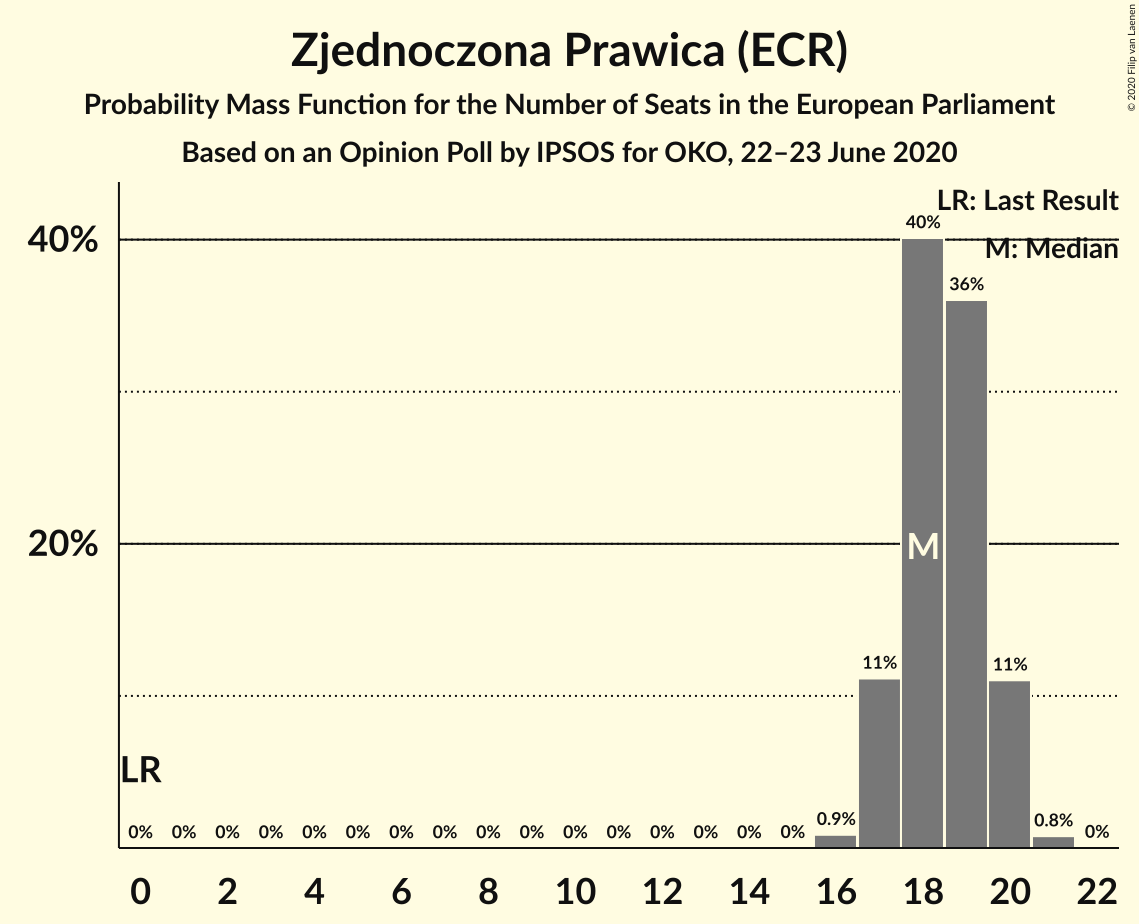 Zjednoczona Prawica (ECR)
Probability Mass Function for the Number of Seats in the European Parliament
Based on an Opinion Poll by IPSOS for OKO, 22–23 June 2020
© 2020 Filip van Laenen
LR: Last Result
M: Median
40%
20%
40%
36%
M
11%
11%
LR
0% 0% 0% 0% 0% 0% 0% 0% 0% 0% 0% 0% 0% 0% 0% 0% 0.9% 0.8% 0%
0 2 4 6 8 10 12 14 16 18 20 22